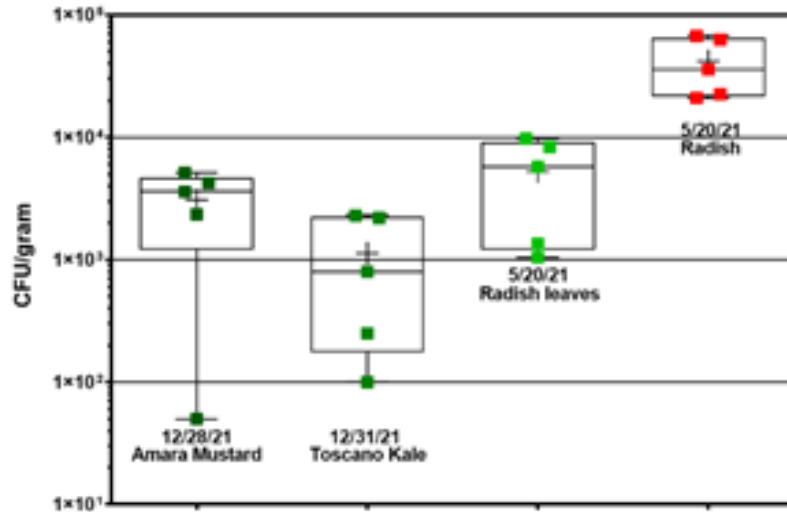 1×10⁵
1×10⁴
1×10³
1×10²
1×10¹
CFU/gram
12/28/21
Amara Mustard
12/31/21
Toscano Kale
5/20/21
Radish leaves
5/20/21
Radish